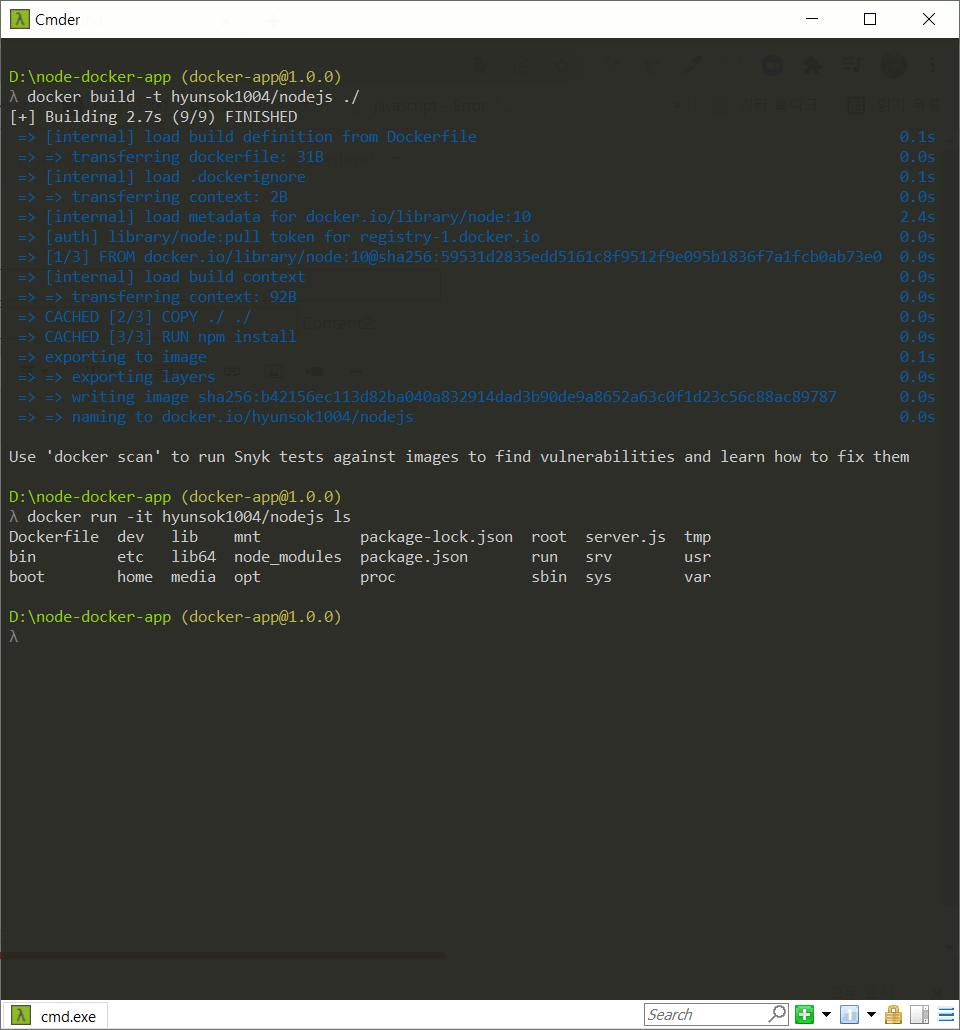 Cmder
D:\node-docker-app (docker-app@1.0.0)
λ docker build -t hyunsok1004/nodejs ./
[+] Building 2.7s (9/9) FINISHED
=> [internal] load build definition from Dockerfile 0.1s
=> => transferring dockerfile: 31B 0.0s
=> [internal] load .dockerignore 0.1s
=> => transferring context: 2B 0.0s
=> [internal] load metadata for docker.io/library/node:10 2.4s
=> [auth] library/node:pull token for registry-1.docker.io 0.0s
=> [1/3] FROM docker.io/library/node:10@sha256:59531d2835edd5161c8f9512f9e095b1836f7a1fcb0ab73e0 0.0s
=> [internal] load build context 0.0s
=> => transferring context: 92B 0.0s
=> CACHED [2/3] COPY ./ ./ 0.0s
=> CACHED [3/3] RUN npm install 0.0s
=> exporting to image 0.1s
=> => exporting layers 0.0s
=> => writing image sha256:b42156ec113d82ba040a832914dad3b90de9a8652a63c0f1d23c56c88ac89787 0.0s
=> => naming to docker.io/hyunsok1004/nodejs 0.0s
Use 'docker scan' to run Snyk tests against images to find vulnerabilities and learn how to fix them
D:\node-docker-app (docker-app@1.0.0)
λ docker run -it hyunsok1004/nodejs ls
Dockerfile dev lib mnt package-lock.json root server.js tmp
bin etc lib64 node_modules package.json run srv usr
boot home media opt proc sbin sys var
D:\node-docker-app (docker-app@1.0.0)
λ
cmd.exe
Search